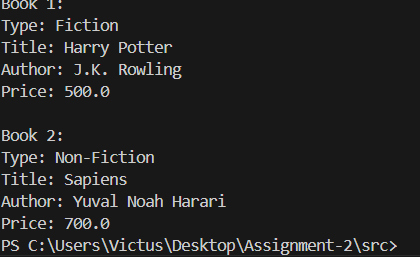 Book 1:
Type: Fiction
Title: Harry Potter
Author: J.K. Rowling
Price: 500.0
Book 2:
Type: Non-Fiction
Title: Sapiens
Author: Yuval Noah Harari
Price: 700.0
PS C:\Users\Victus\Desktop\Assignment-2\src>